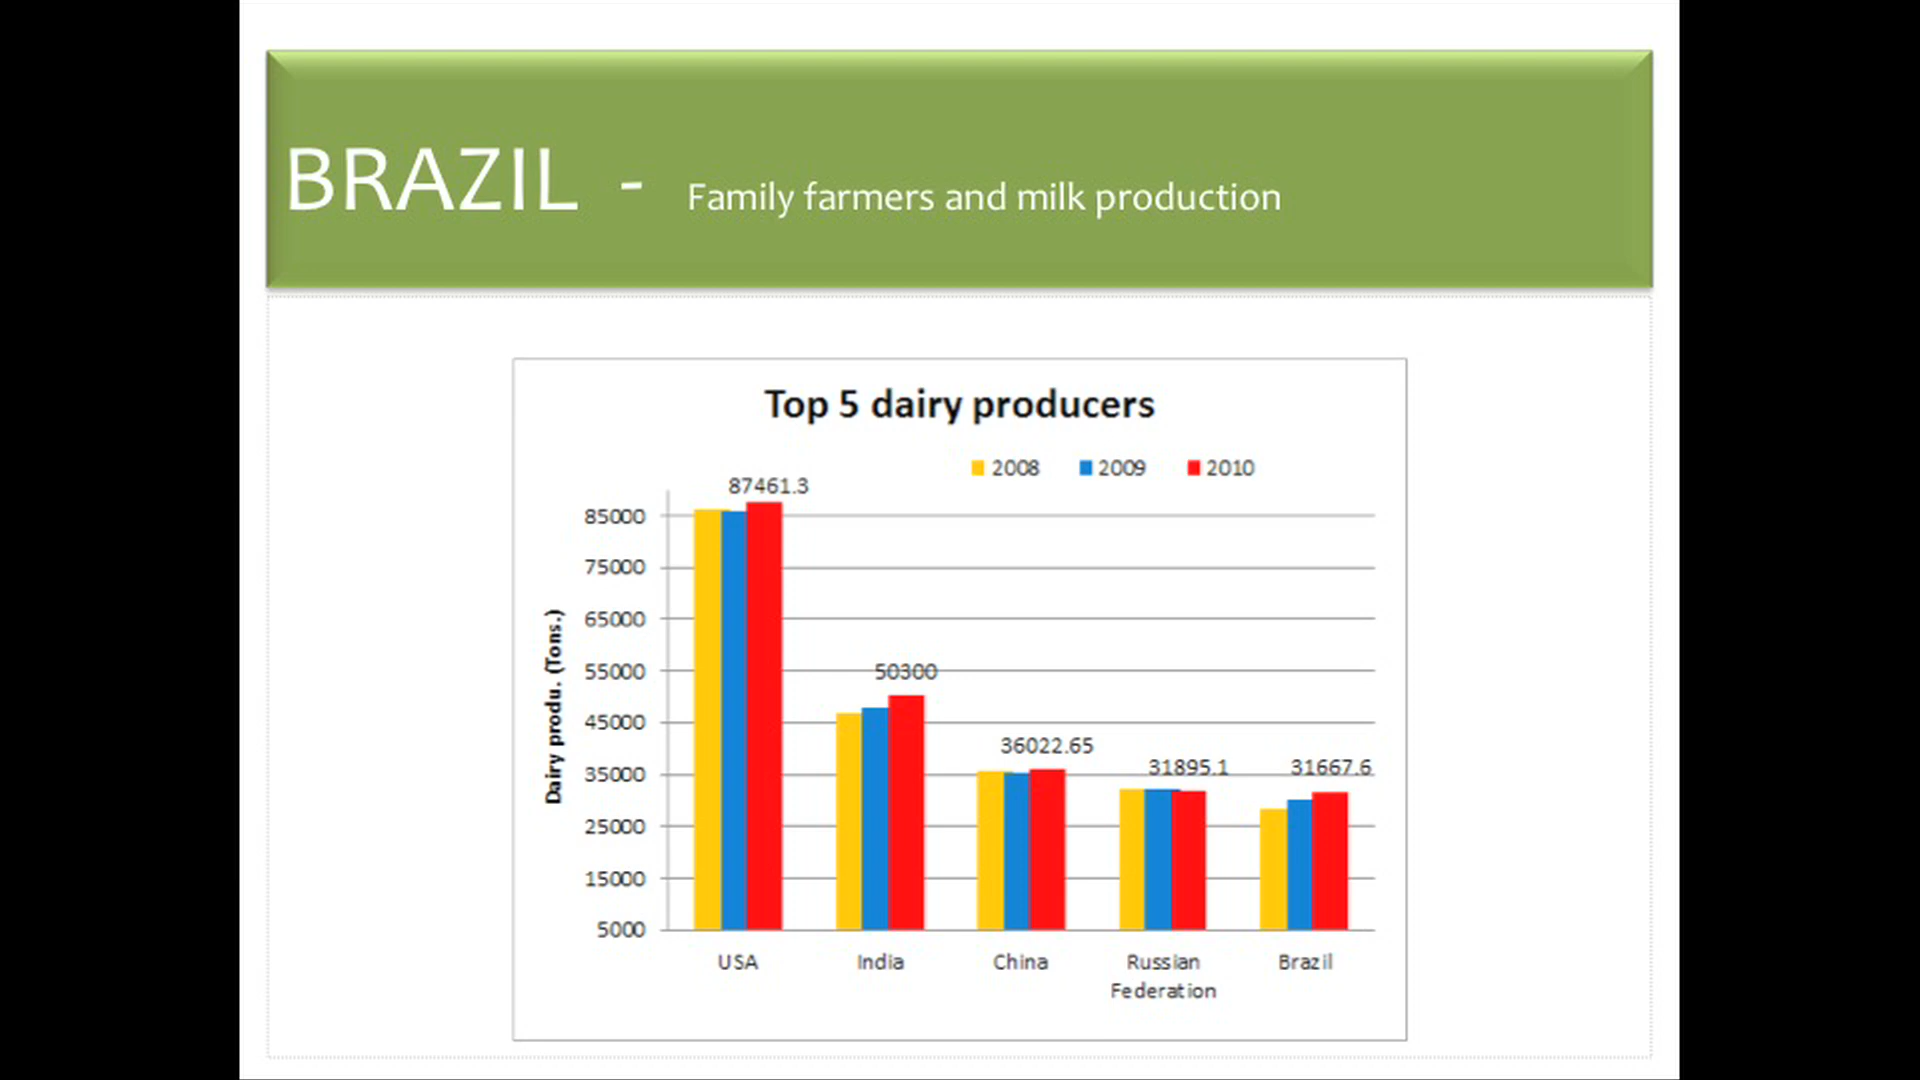 BRAZIL - Family farmers and milk production
Top 5 dairy producers
2008 2009 2010
87461.3
85000
75000
65000
55000
45000
35000
25000
15000
5000
Dairy produ. (Tons.)
50300
36022.65
31895.1
31667.6
USA India China Russian Federation Brazil